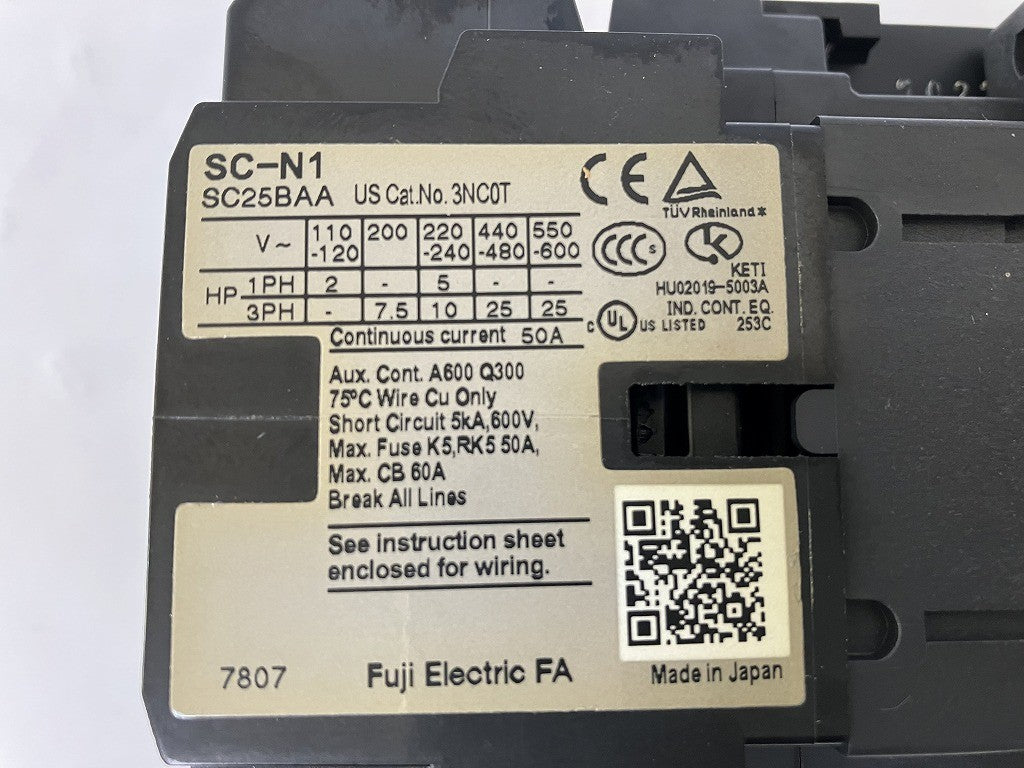 SC-N1
SC25BAA US Cat.No. 3NC0T
V~ 110-120 200 220-240 440-480 550-600
HP 1PH 2 - 5 - -
3PH - 7.5 10 25 25
Continuous current 50A
Aux. Cont. A600 Q300
75ºC Wire Cu Only
Short Circuit 5kA,600V,
Max. Fuse K5,RK5 50A,
Max. CB 60A
Break All Lines
See instruction sheet
enclosed for wiring.
7807
Fuji Electric FA
CE
TÜV Rheinland
CCC S
K
KETI
HU02019-5003A
C UL US LISTED
IND. CONT. EQ.
253C
Made in Japan